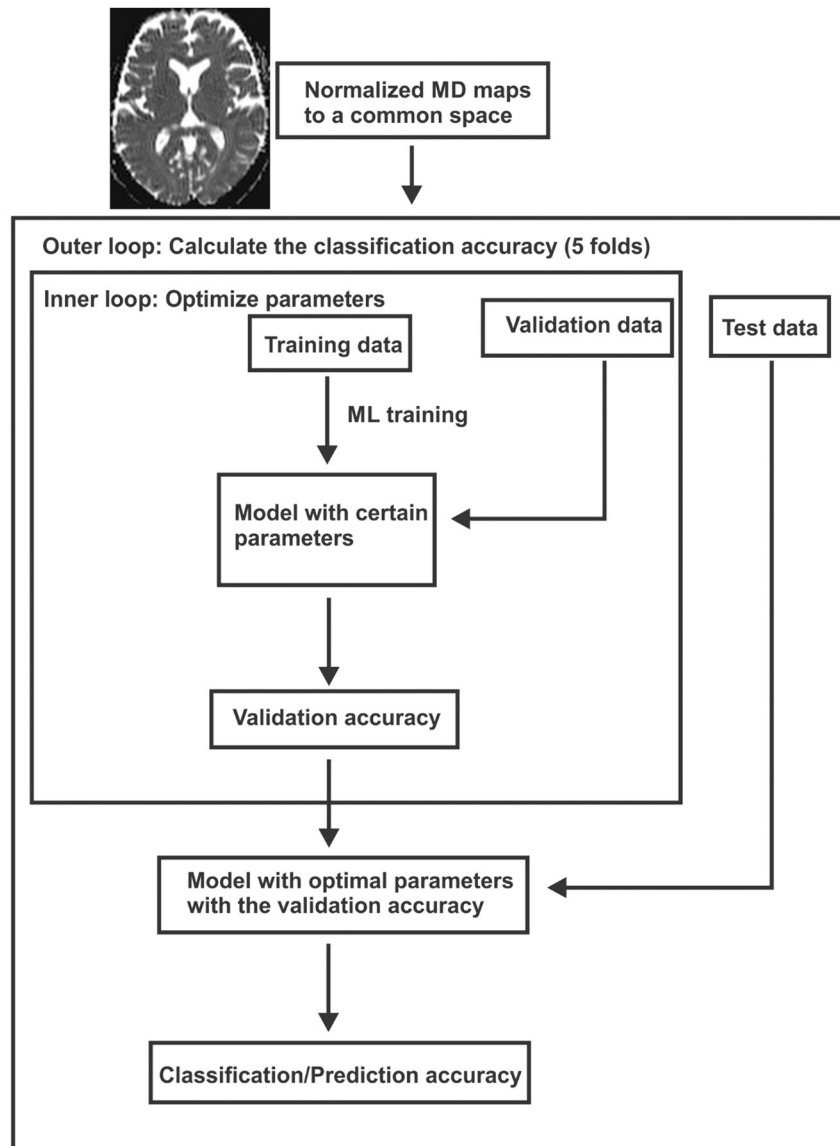 Normalized MD maps
to a common space
Outer loop: Calculate the classification accuracy (5 folds)
Inner loop: Optimize parameters
Training data
Validation data
Test data
ML training
Model with certain
parameters
Validation accuracy
Model with optimal parameters
with the validation accuracy
Classification/Prediction accuracy